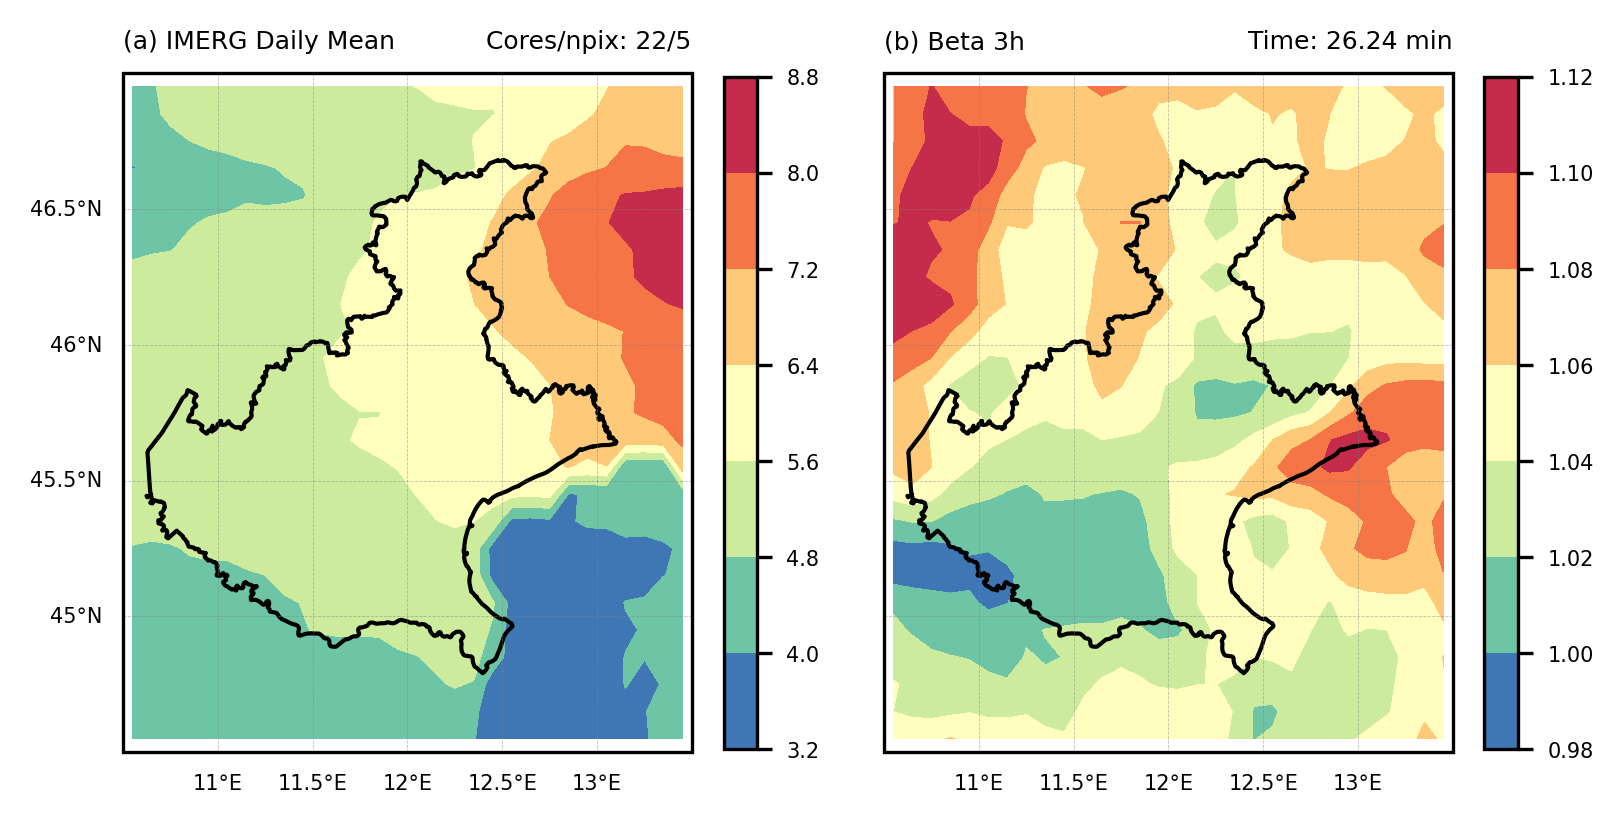 (a) IMERG Daily Mean Cores/npix: 22/5
8.8
8.0
7.2
6.4
5.6
4.8
4.0
3.2
46.5°N
46°N
45.5°N
45°N
11°E 11.5°E 12°E 12.5°E 13°E
(b) Beta 3h Time: 26.24 min
1.12
1.10
1.08
1.06
1.04
1.02
1.00
0.98
11°E 11.5°E 12°E 12.5°E 13°E